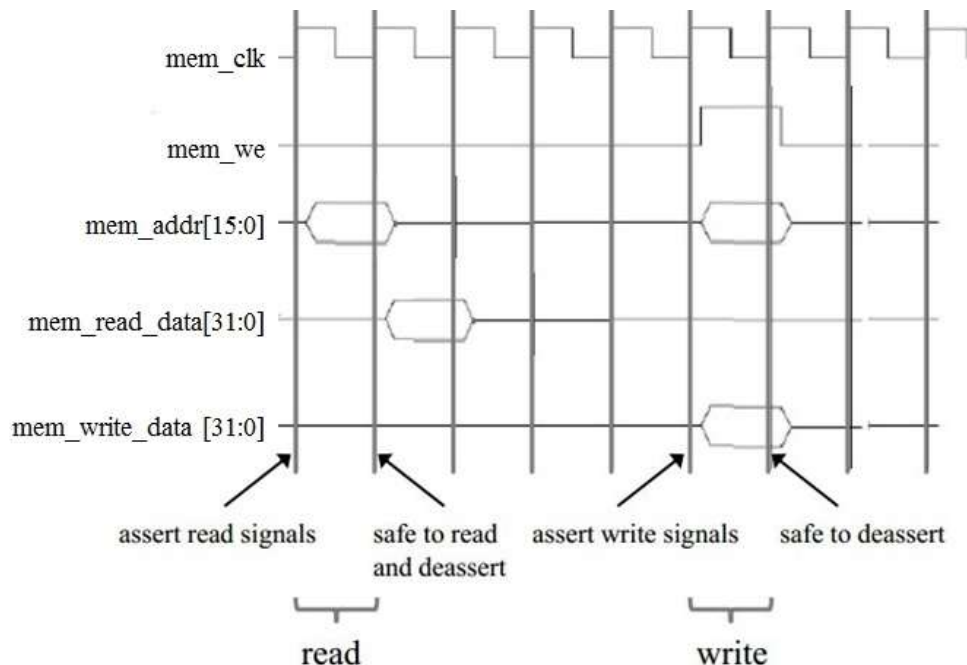 mem_clk
mem_we
mem_addr[15:0]
mem_read_data[31:0]
mem_write_data [31:0]
assert read signals
safe to read
and deassert
assert write signals
safe to deassert
read
write